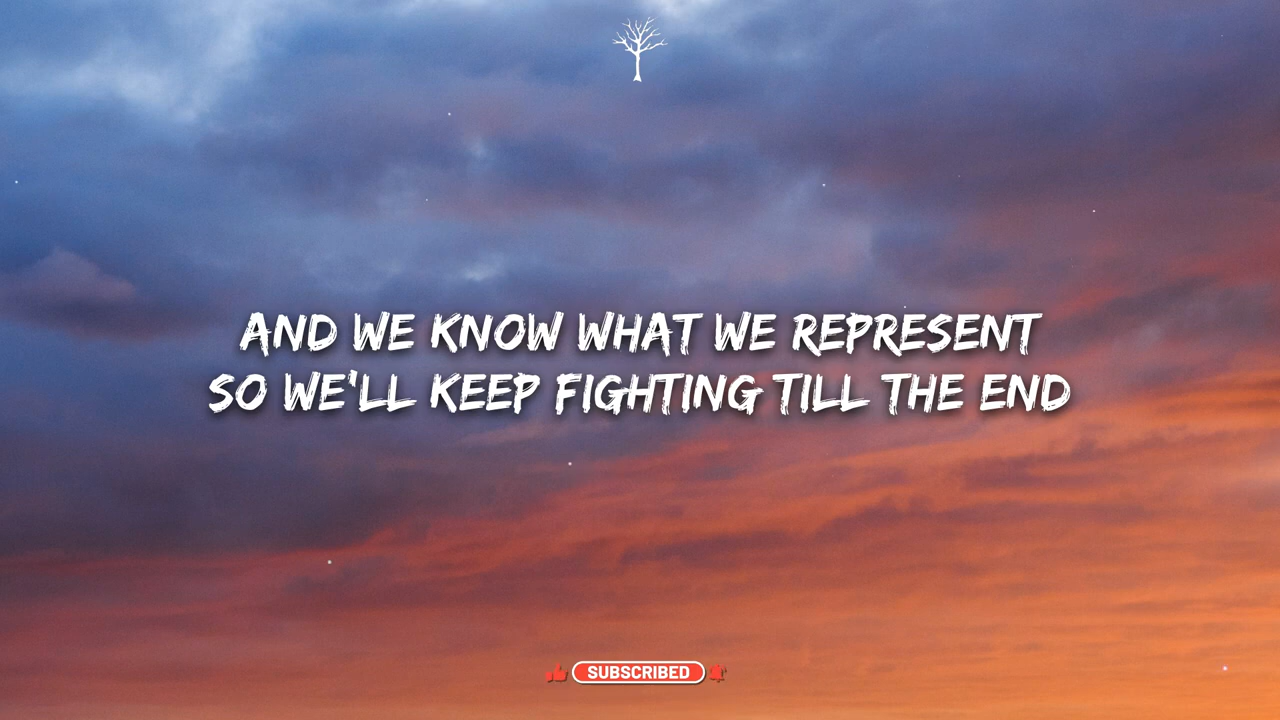 AND WE KNOW WHAT WE REPRESENT
SO WE'LL KEEP FIGHTING TILL THE END
SUBSCRIBED